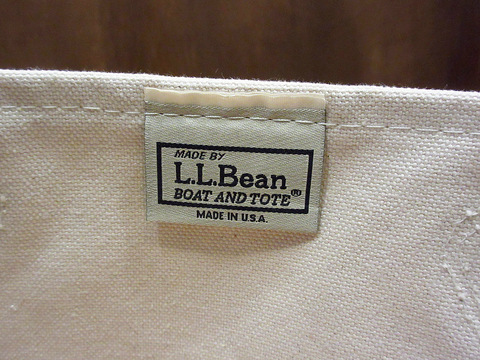 MADE BY
L.L.Bean
BOAT AND TOTE®
MADE IN U.S.A.